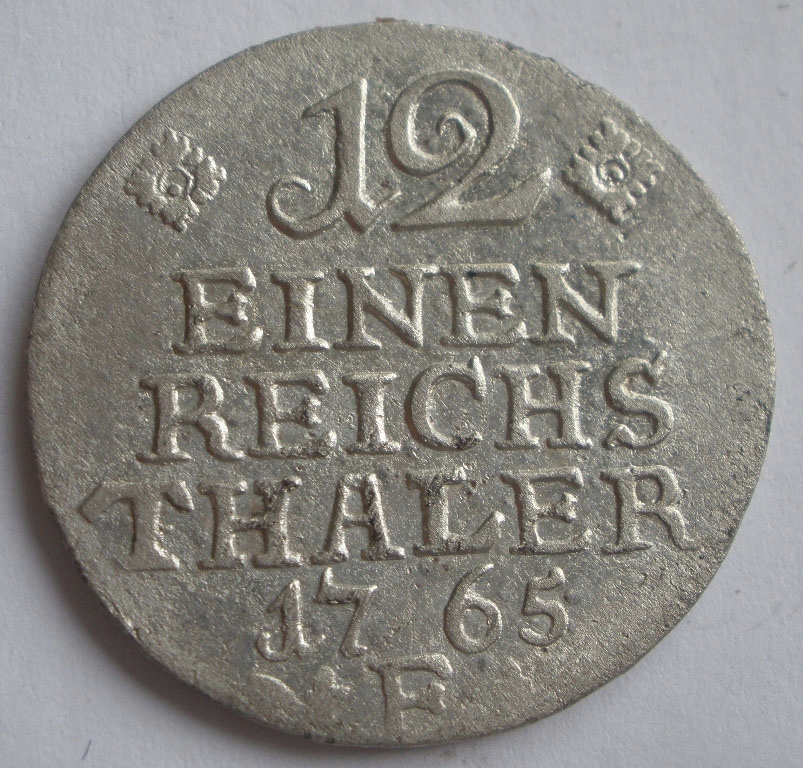 12
EINEN
REICHS
THALER
1765
F